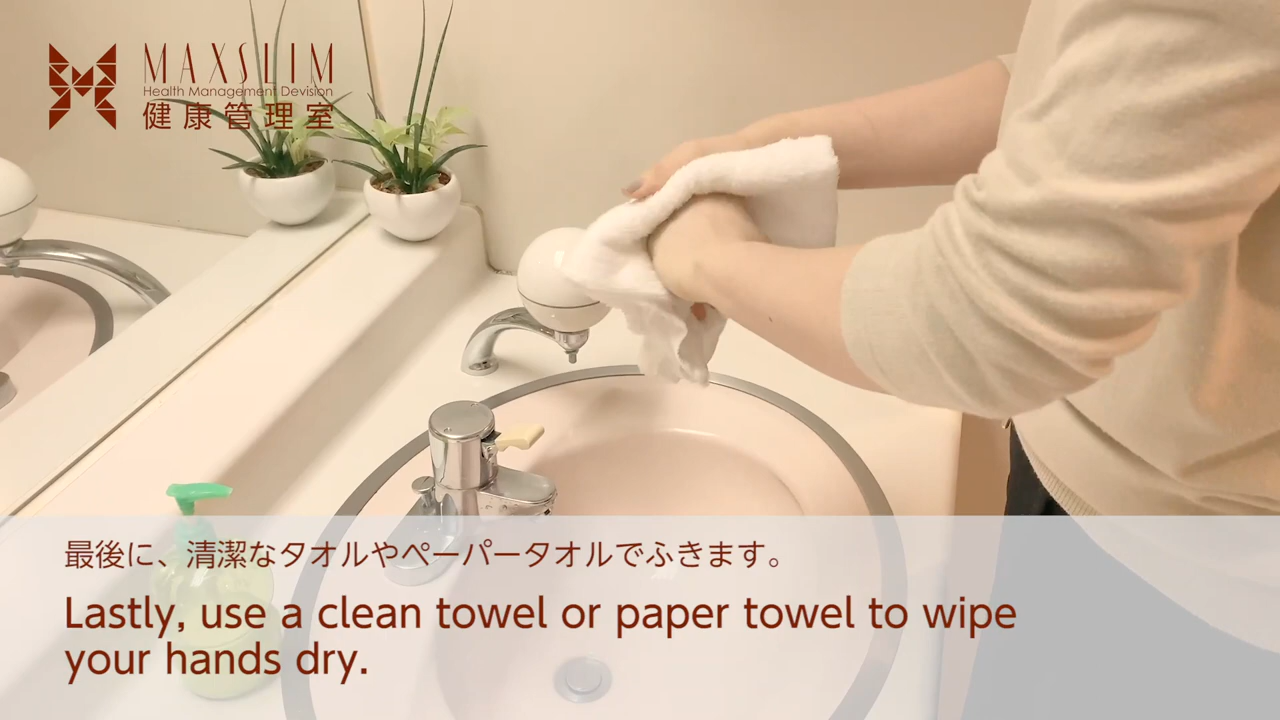 MAXSLIM
Health Management Devision
健康管理室
最後に、清潔なタオルやペーパータオルでふきます。
Lastly, use a clean towel or paper towel to wipe
your hands dry.